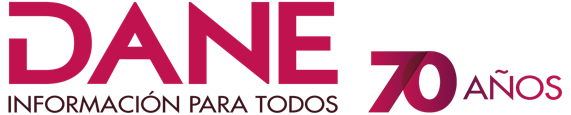 DANE
INFORMACIÓN PARA TODOS
70 AÑOS